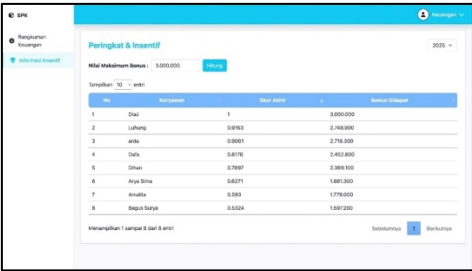 SPK
Keuangan
Rangkuman Keuangan
Informasi Insentif
Peringkat & Insentif
2025
Nilai Maksimum Bonus : 3.000.000 Hitung
Tampilkan 10 entri
No Karyawan Skor Akhir Bonus Didapat
1 Diaz 1 3.000.000
2 Luhung 0.9163 2.748.900
3 arda 0.9061 2.718.300
4 Dafa 0.8176 2.452.800
5 Dihan 0.7897 2.369.100
6 Arya Bima 0.6271 1.881.300
7 Amalita 0.593 1.779.000
8 Bagus Surya 0.5324 1.597.200
Menampilkan 1 sampai 8 dari 8 entri
Sebelumnya 1 Berikutnya